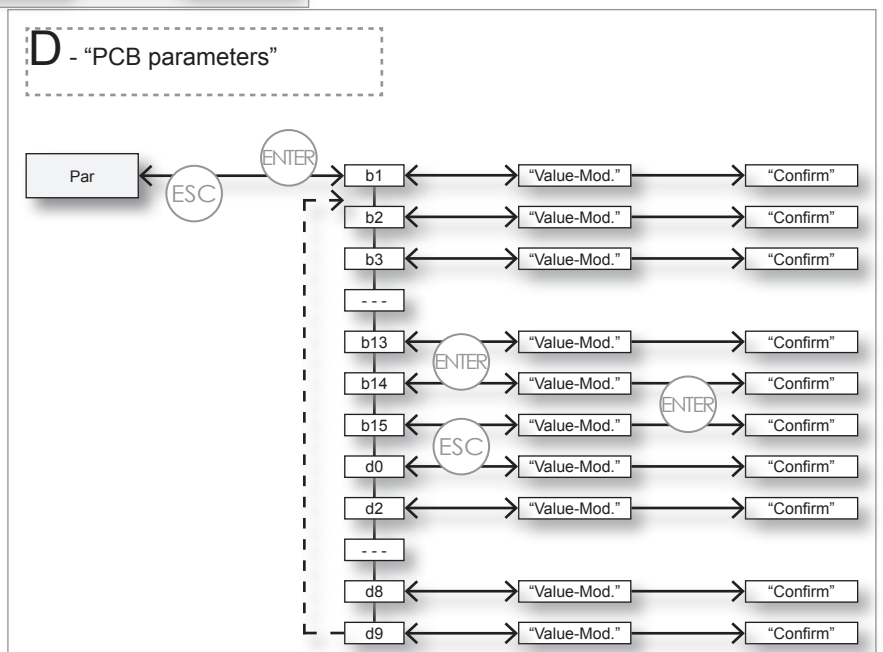 D - “PCB parameters”
ENTER
Par
ESC
b1 “Value-Mod.” “Confirm”
b2 “Value-Mod.” “Confirm”
b3 “Value-Mod.” “Confirm”
- - -
b13 “Value-Mod.” “Confirm”
ENTER
b14 “Value-Mod.” “Confirm”
ENTER
b15 “Value-Mod.” “Confirm”
ESC
d0 “Value-Mod.” “Confirm”
d2 “Value-Mod.” “Confirm”
- - -
d8 “Value-Mod.” “Confirm”
d9 “Value-Mod.” “Confirm”